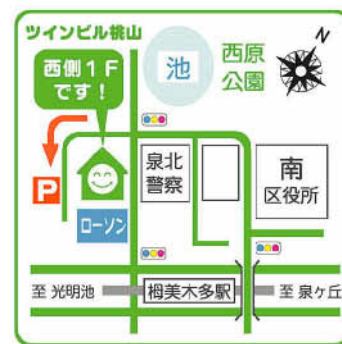 ツインビル桃山
N
西側1F
です！
池
西原
公園
P
泉北
警察
南
区役所
ローソン
至 光明池
栂美木多駅
至 泉ヶ丘